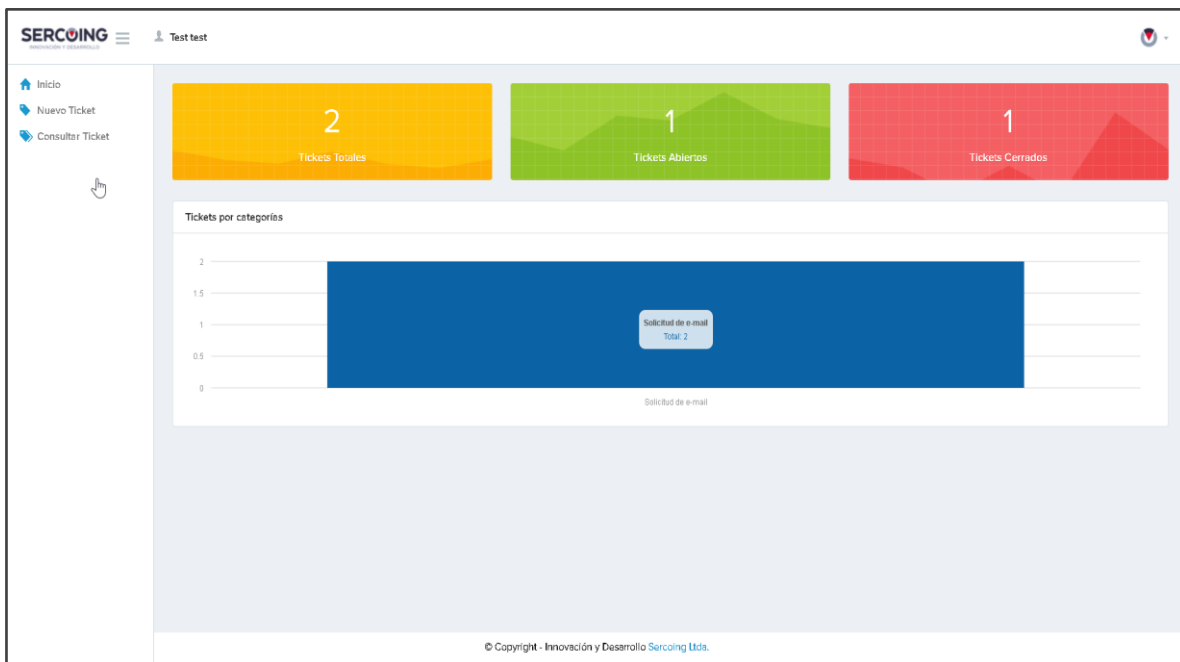 SERCOING
INNOVACIÓN Y DESARROLLO
Test test
Inicio
Nuevo Ticket
Consultar Ticket
2
Tickets Totales
1
Tickets Abiertos
1
Tickets Cerrados
Tickets por categorías
2
1.5
1
0.5
0
Solicitud de e-mail
Total: 2
Solicitud de e-mail
© Copyright - Innovación y Desarrollo Sercoing Ltda.